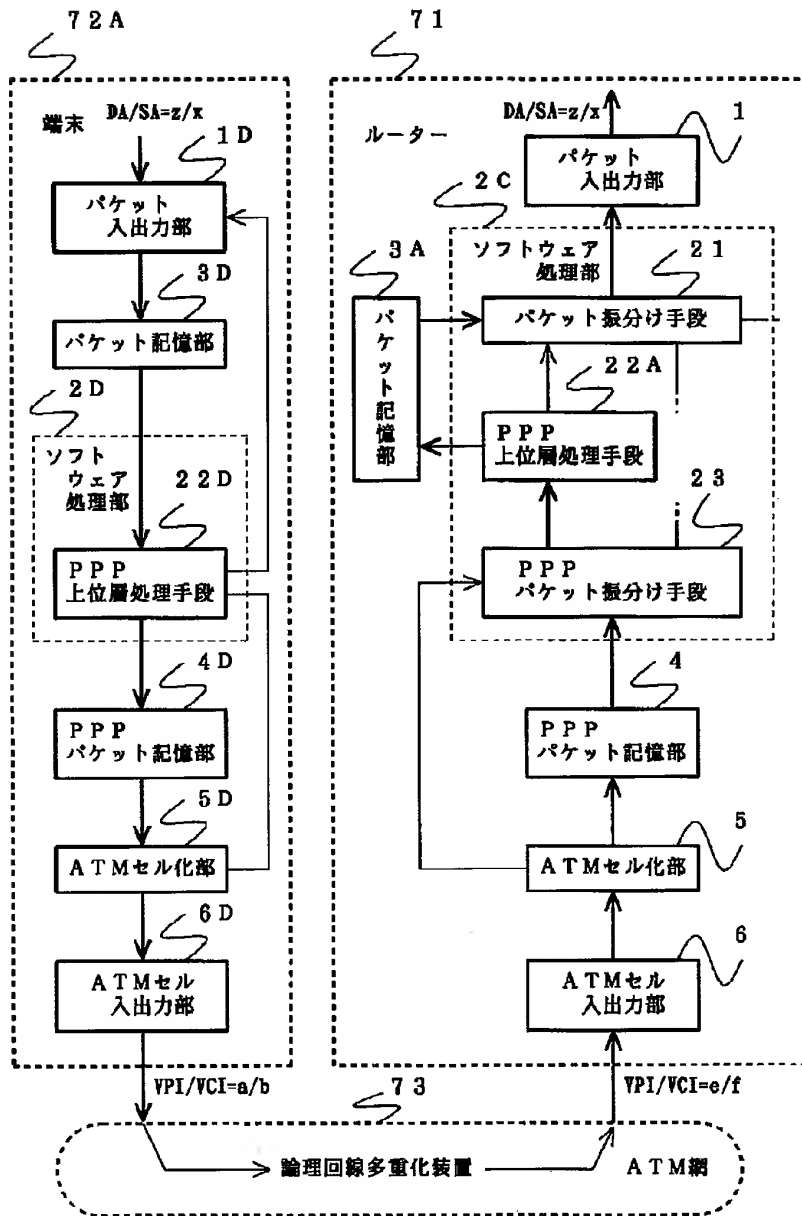 ７２Ａ
７１
端末
DA/SA=z/x
１Ｄ
パケット
入出力部
３Ｄ
パケット記憶部
２Ｄ
ソフト
ウェア
処理部
２２Ｄ
ＰＰＰ
上位層処理手段
４Ｄ
ＰＰＰ
パケット記憶部
５Ｄ
ＡＴＭセル化部
６Ｄ
ＡＴＭセル
入出力部
VPI/VCI=a/b
ルーター
DA/SA=z/x
１
パケット
入出力部
２Ｃ
３Ａ
ソフトウェア
処理部
２１
パケット記憶部
パケット振分け手段
２２Ａ
ＰＰＰ
上位層処理手段
２３
ＰＰＰ
パケット振分け手段
４
ＰＰＰ
パケット記憶部
５
ＡＴＭセル化部
６
ＡＴＭセル
入出力部
VPI/VCI=e/f
７３
論理回線多重化装置
ＡＴＭ網